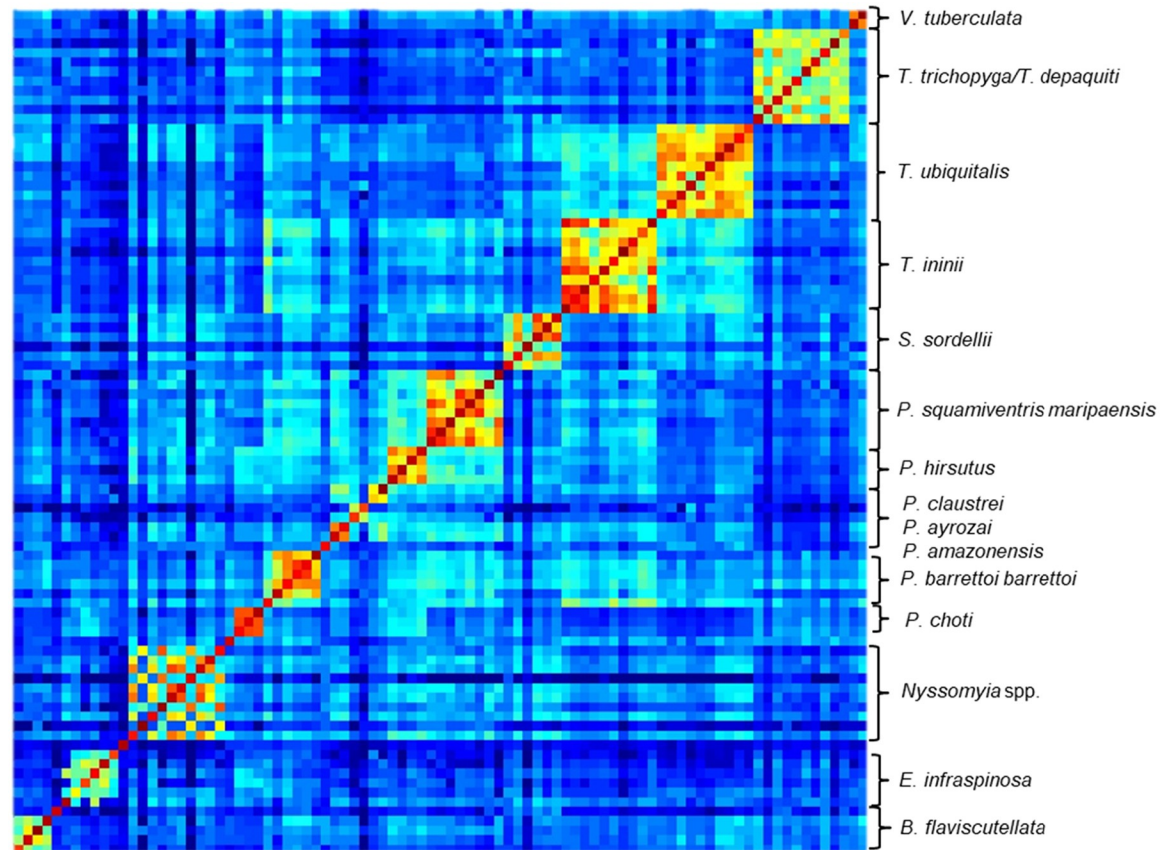 V. tuberculata
T. trichopyga/T. depaquiti
T. ubiquitalis
T. ininii
S. sordellii
P. squamiventris maripaensis
P. hirsutus
P. claustrei
P. ayrozai
P. amazonensis
P. barrettoi barrettoi
P. choti
Nyssomyia spp.
E. infraspinosa
B. flaviscutellata